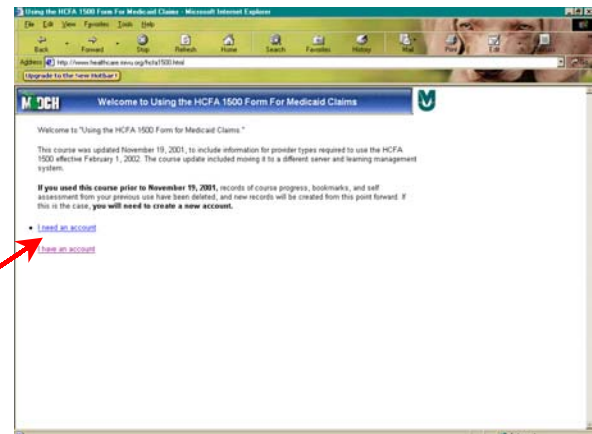 Using the HCFA 1500 Form For Medicaid Claims - Microsoft Internet Explorer
File Edit View Favorites Tools Help
Back Forward Stop Refresh Home Search Favorites History Mail Print Edit
Address http://www.healthcare.mivu.org/hcfa1500.html
Upgrade to the new Hotbar!
MDCH Welcome to Using the HCFA 1500 Form For Medicaid Claims
Welcome to "Using the HCFA 1500 Form for Medicaid Claims."
This course was updated November 19, 2001, to include information for provider types required to use the HCFA
1500 effective February 1, 2002. The course update included moving it to a different server and learning management
system.
If you used this course prior to November 19, 2001, records of course progress, bookmarks, and self
assessment from your previous use have been deleted, and new records will be created from this point forward. If
this is the case, you will need to create a new account.
• I need an account
I have an account